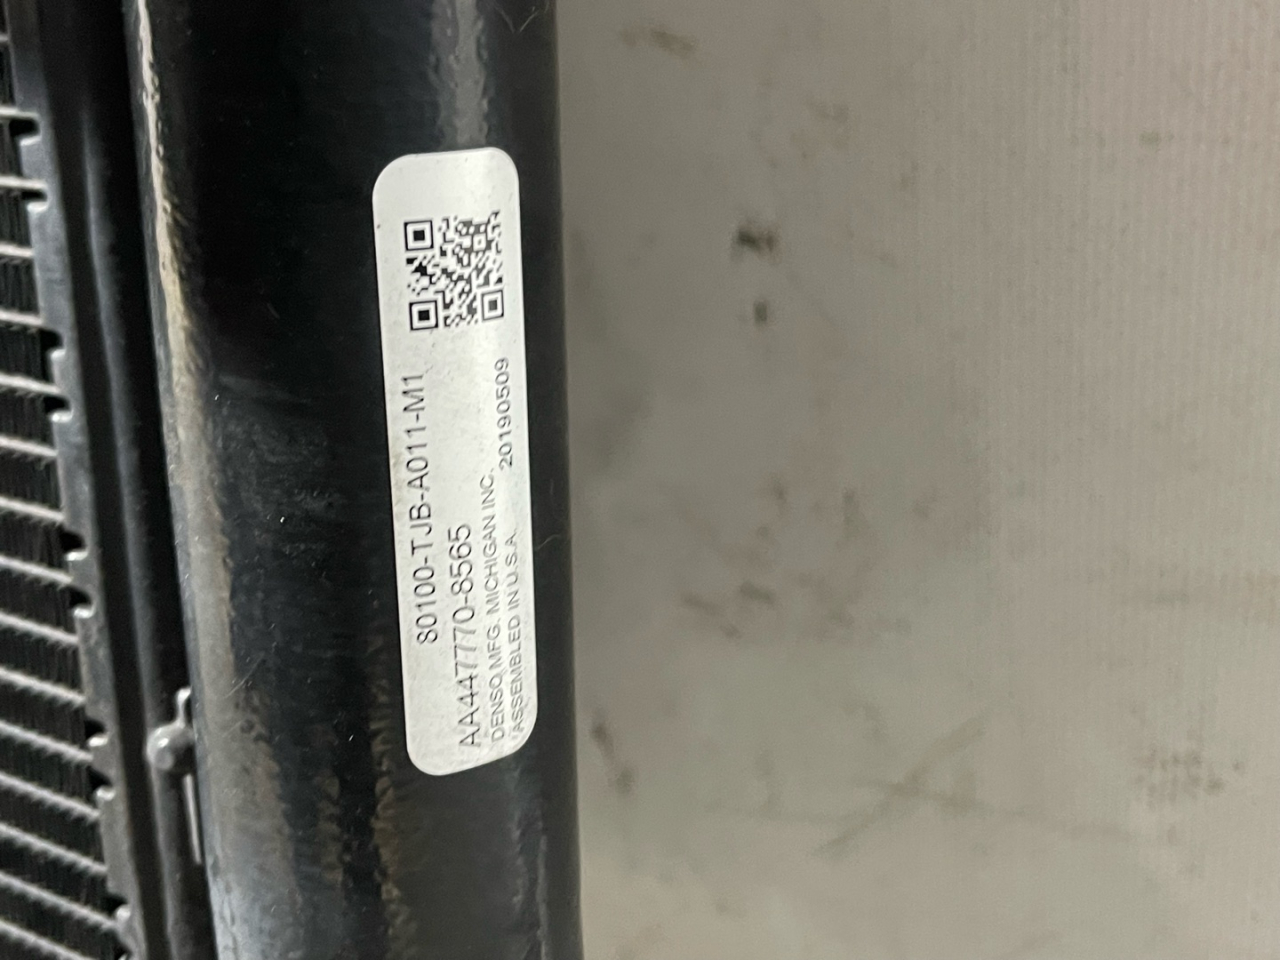 80100-TJB-A011-M1
AA447770-8565
DENSO MFG. MICHIGAN INC.
ASSEMBLED IN U.S.A. 20190509